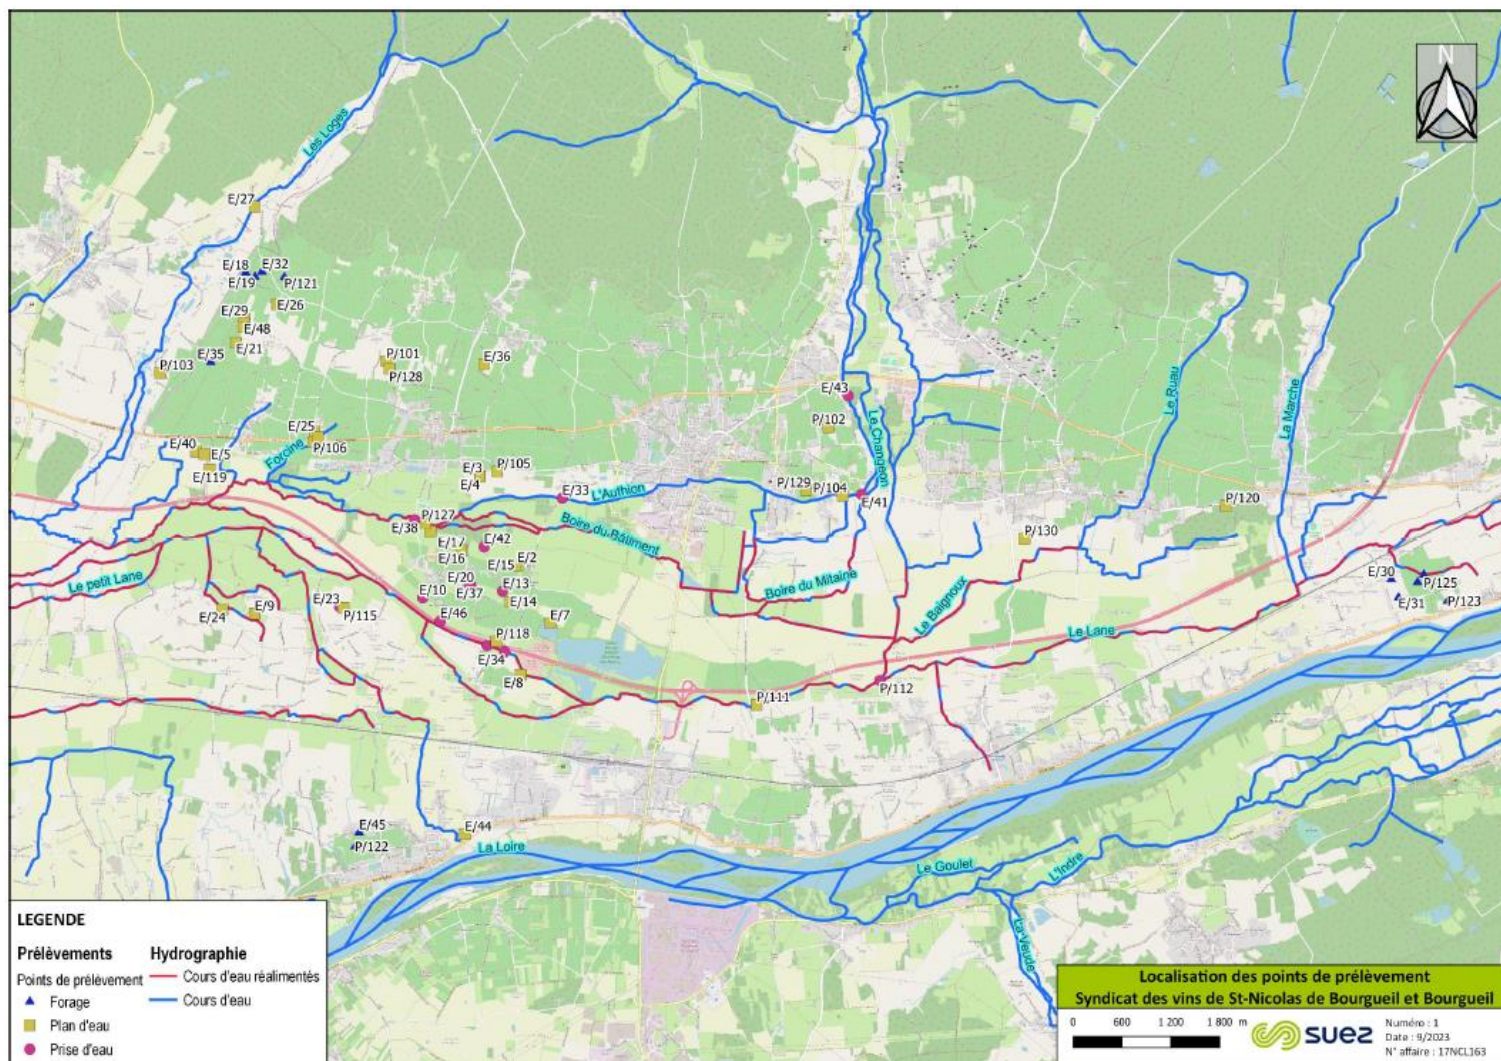 N
Les Loges
E/27
E/18
E/32
E/19
P/121
E/26
E/29
E/48
E/21
E/35
P/103
P/101
P/128
E/36
E/43
Le Changeon
P/102
Le Ruau
La Marche
E/25
P/106
Forcine
E/40
E/5
E/119
E/3
P/105
E/4
E/33
L'Authion
P/129
P/104
E/41
P/120
P/127
E/38
Boire du Bâtiment
E/17
E/42
E/16
E/15
E/2
P/130
Le petit Lane
E/20
E/13
E/10
E/37
E/14
Boire du Mitaine
Le Baignoux
E/30
P/125
E/31
P/123
E/24
E/9
E/23
P/115
E/46
E/7
P/118
Le Lane
E/34
E/8
P/111
P/112
E/45
P/122
E/44
La Loire
Le Goulet
L'Indre
La Veude
LEGENDE
Prélèvements
Points de prélèvement
Forage
Plan d'eau
Prise d'eau
Hydrographie
Cours d'eau réalimentés
Cours d'eau
Localisation des points de prélèvement
Syndicat des vins de St-Nicolas de Bourgueil et Bourgueil
0 600 1 200 1 800 m
suez
Numéro : 1
Date : 9/2023
N° affaire : 17NCL163